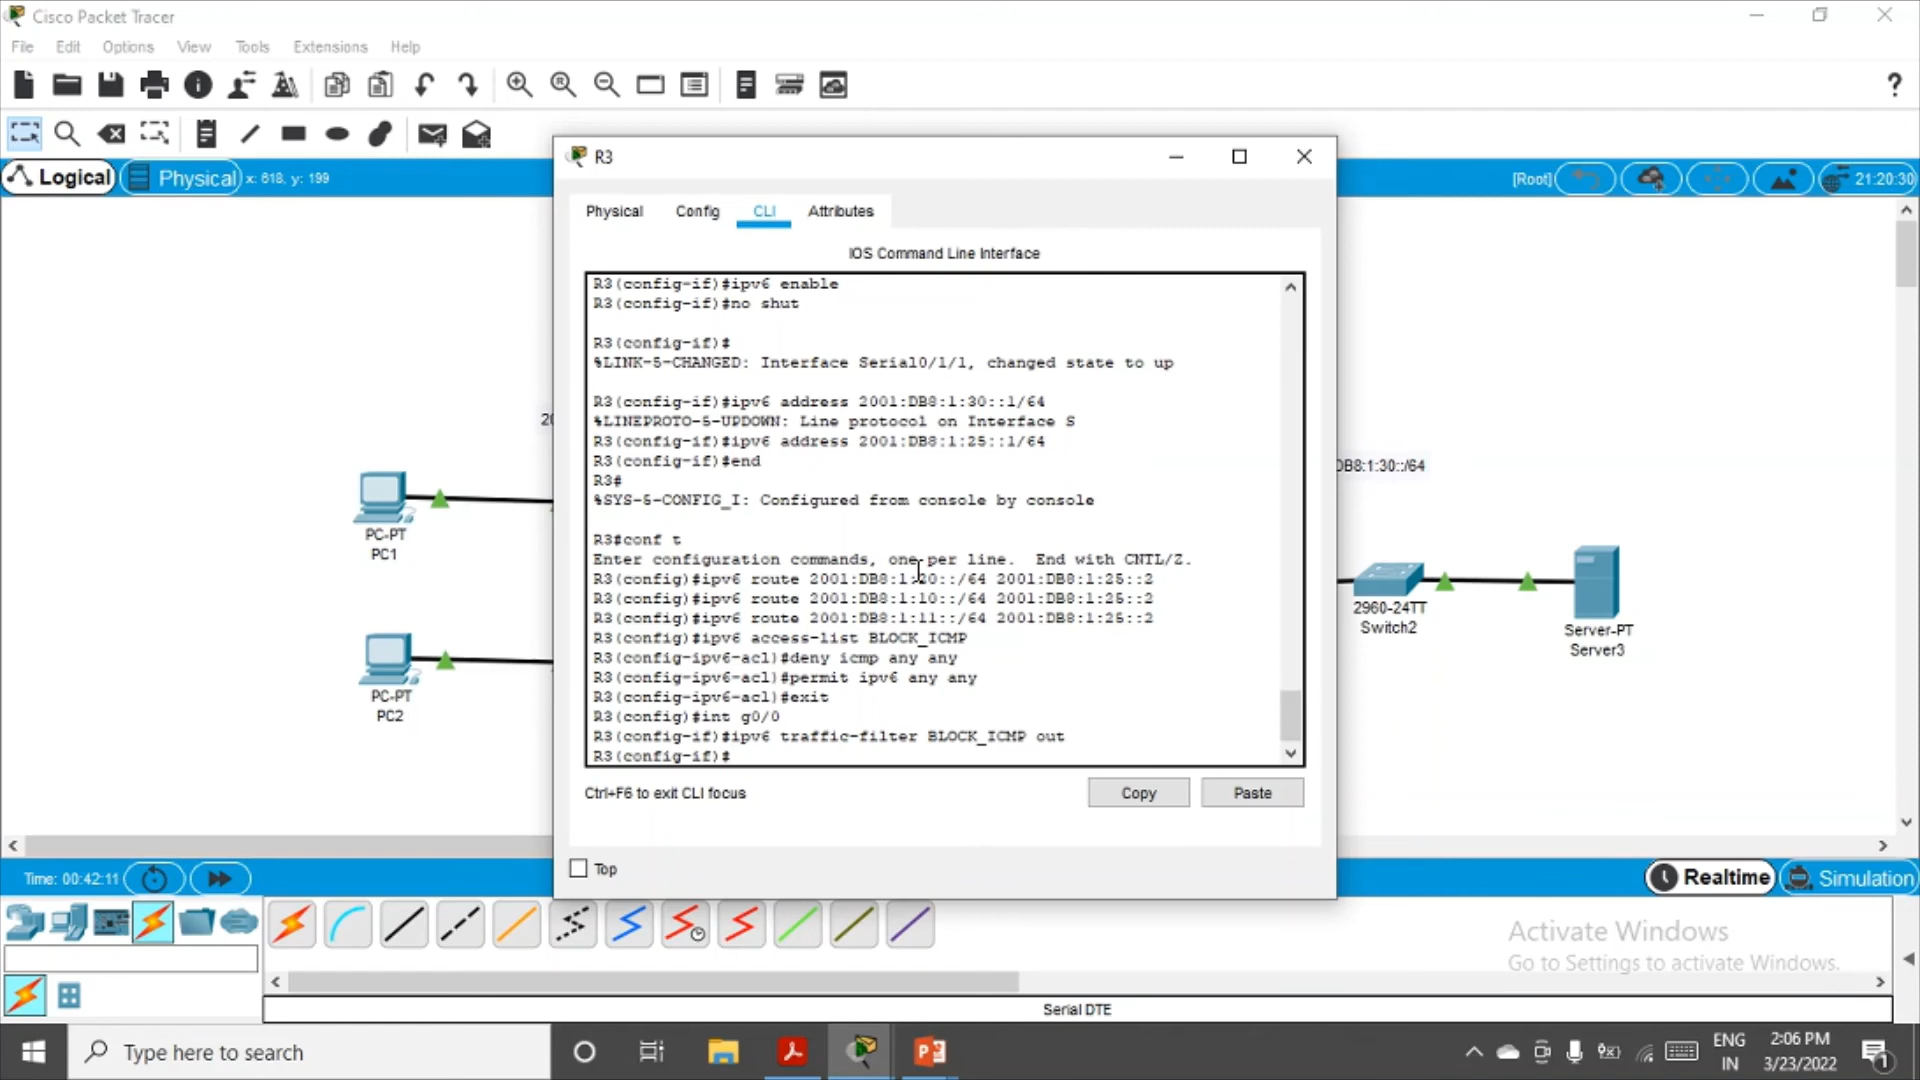 Cisco Packet Tracer
File Edit Options View Tools Extensions Help
?
Logical Physical x: 618, y: 199 [Root] 21:20:30
R3
Physical Config CLI Attributes
IOS Command Line Interface
R3(config-if)#ipv6 enable
R3(config-if)#no shut
R3(config-if)#
%LINK-5-CHANGED: Interface Serial0/1/1, changed state to up
R3(config-if)#ipv6 address 2001:DB8:1:30::1/64
%LINEPROTO-5-UPDOWN: Line protocol on Interface S
R3(config-if)#ipv6 address 2001:DB8:1:25::1/64
R3(config-if)#end
R3#
%SYS-5-CONFIG_I: Configured from console by console
R3#conf t
Enter configuration commands, one per line. End with CNTL/Z.
R3(config)#ipv6 route 2001:DB8:1:20::/64 2001:DB8:1:25::2
R3(config)#ipv6 route 2001:DB8:1:10::/64 2001:DB8:1:25::2
R3(config)#ipv6 route 2001:DB8:1:11::/64 2001:DB8:1:25::2
R3(config)#ipv6 access-list BLOCK_ICMP
R3(config-ipv6-acl)#deny icmp any any
R3(config-ipv6-acl)#permit ipv6 any any
R3(config-ipv6-acl)#exit
R3(config)#int g0/0
R3(config-if)#ipv6 traffic-filter BLOCK_ICMP out
R3(config-if)#
Ctrl+F6 to exit CLI focus
Copy Paste
Top
20
PC-PT
PC1
PC-PT
PC2
DB8:1:30::/64
2960-24TT
Switch2
Server-PT
Server3
Time: 00:42:11
Realtime Simulation
Activate Windows
Go to Settings to activate Windows.
Serial DTE
Type here to search
ENG
IN
2:06 PM
3/23/2022
1